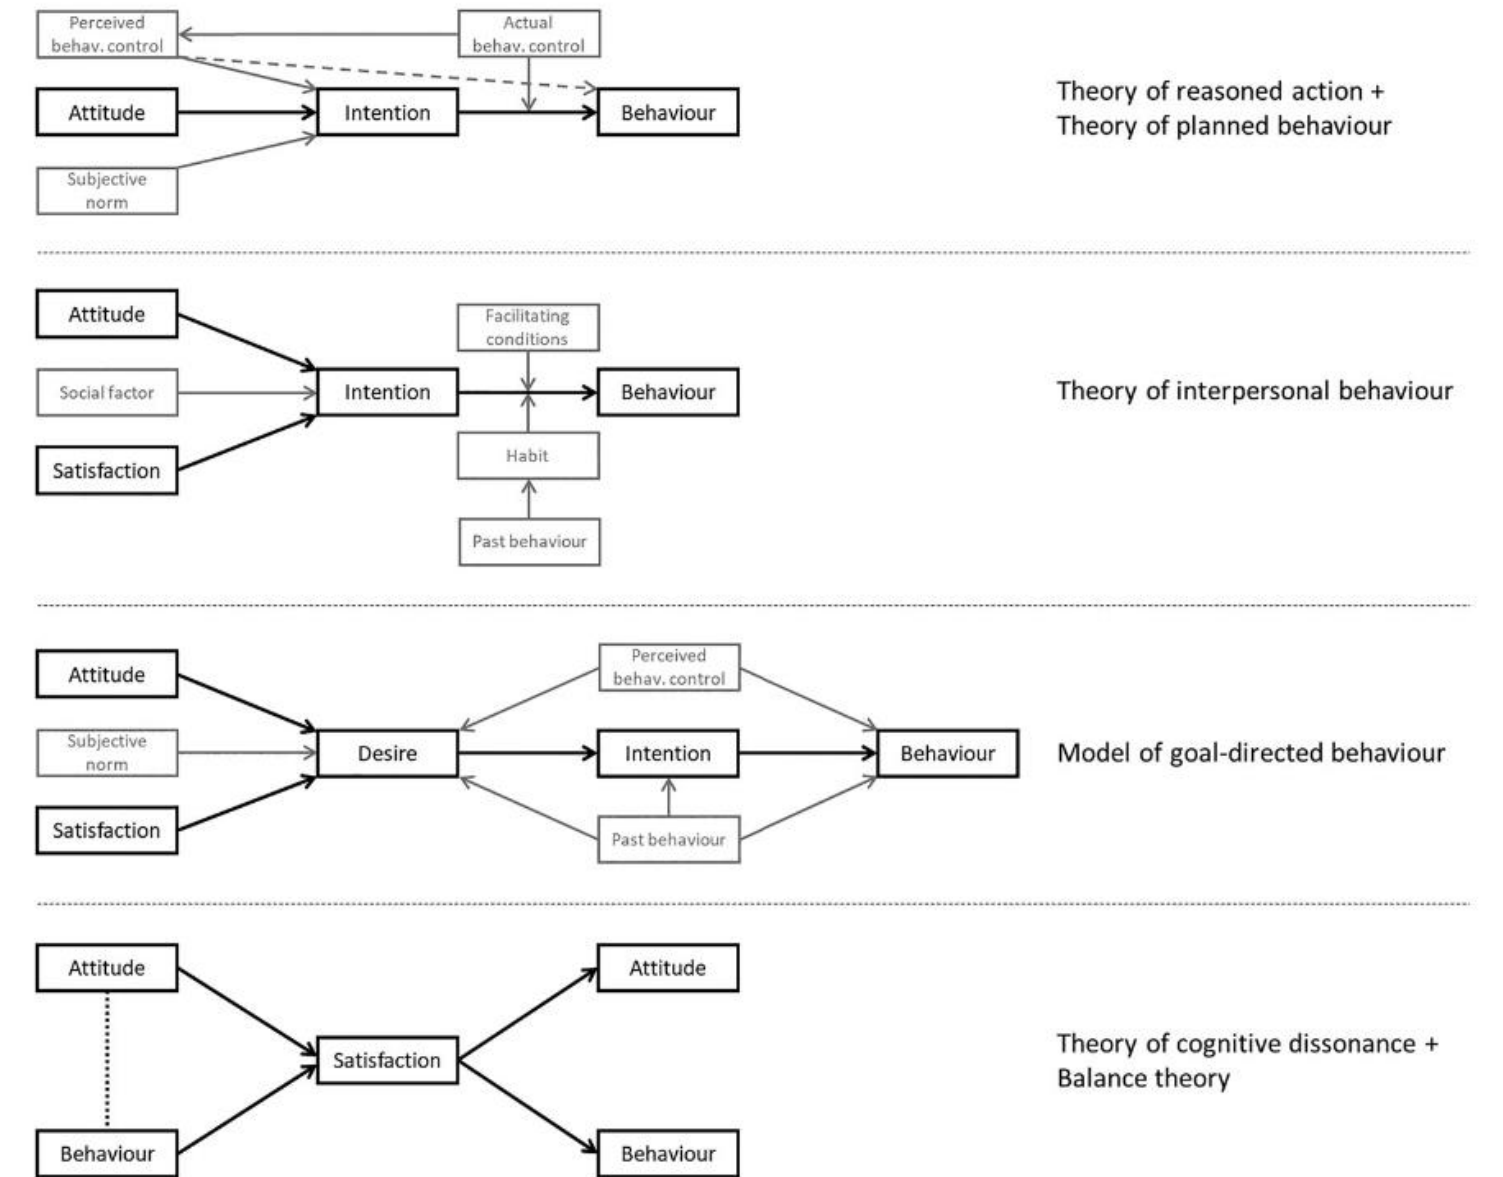 Perceived
behav. control
Actual
behav. control
Attitude
Intention
Behaviour
Subjective
norm
Theory of reasoned action +
Theory of planned behaviour
Attitude
Social factor
Satisfaction
Intention
Facilitating
conditions
Habit
Past behaviour
Behaviour
Theory of interpersonal behaviour
Attitude
Subjective
norm
Satisfaction
Desire
Perceived
behav. control
Intention
Past behaviour
Behaviour
Model of goal-directed behaviour
Attitude
Behaviour
Satisfaction
Attitude
Behaviour
Theory of cognitive dissonance +
Balance theory